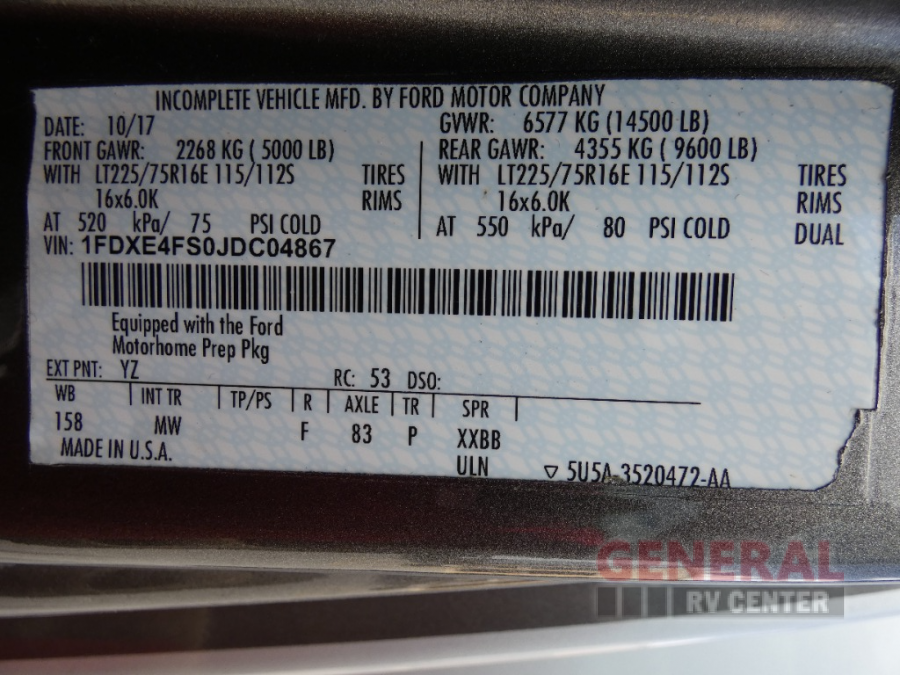 INCOMPLETE VEHICLE MFD. BY FORD MOTOR COMPANY
DATE: 10/17 GVWR: 6577 KG (14500 LB)
FRONT GAWR: 2268 KG ( 5000 LB) REAR GAWR: 4355 KG ( 9600 LB)
WITH LT225/75R16E 115/112S TIRES WITH LT225/75R16E 115/112S TIRES
16x6.0K RIMS 16x6.0K RIMS
AT 520 kPa/ 75 PSI COLD AT 550 kPa/ 80 PSI COLD DUAL
VIN: 1FDXE4FS0JDC04867
Equipped with the Ford
Motorhome Prep Pkg
EXT PNT: YZ RC: 53 DSO:
WB INT TR TP/PS R AXLE TR SPR
158 MW F 83 P XXBB
MADE IN U.S.A. ULN ▽ 5U5A-3520472-AA
GENERAL
RV CENTER